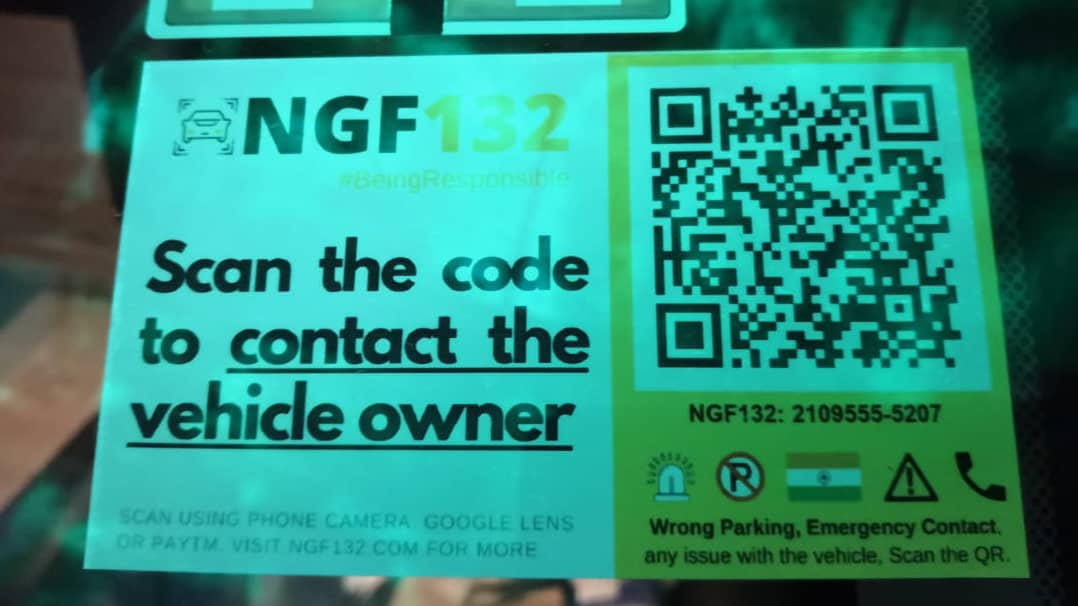 NGF132
#BeingResponsible
Scan the code
to contact the
vehicle owner
SCAN USING PHONE CAMERA, GOOGLE LENS
OR PAYTM. VISIT NGF132.COM FOR MORE
NGF132: 2109555-5207
Wrong Parking, Emergency Contact,
any issue with the vehicle, Scan the QR.